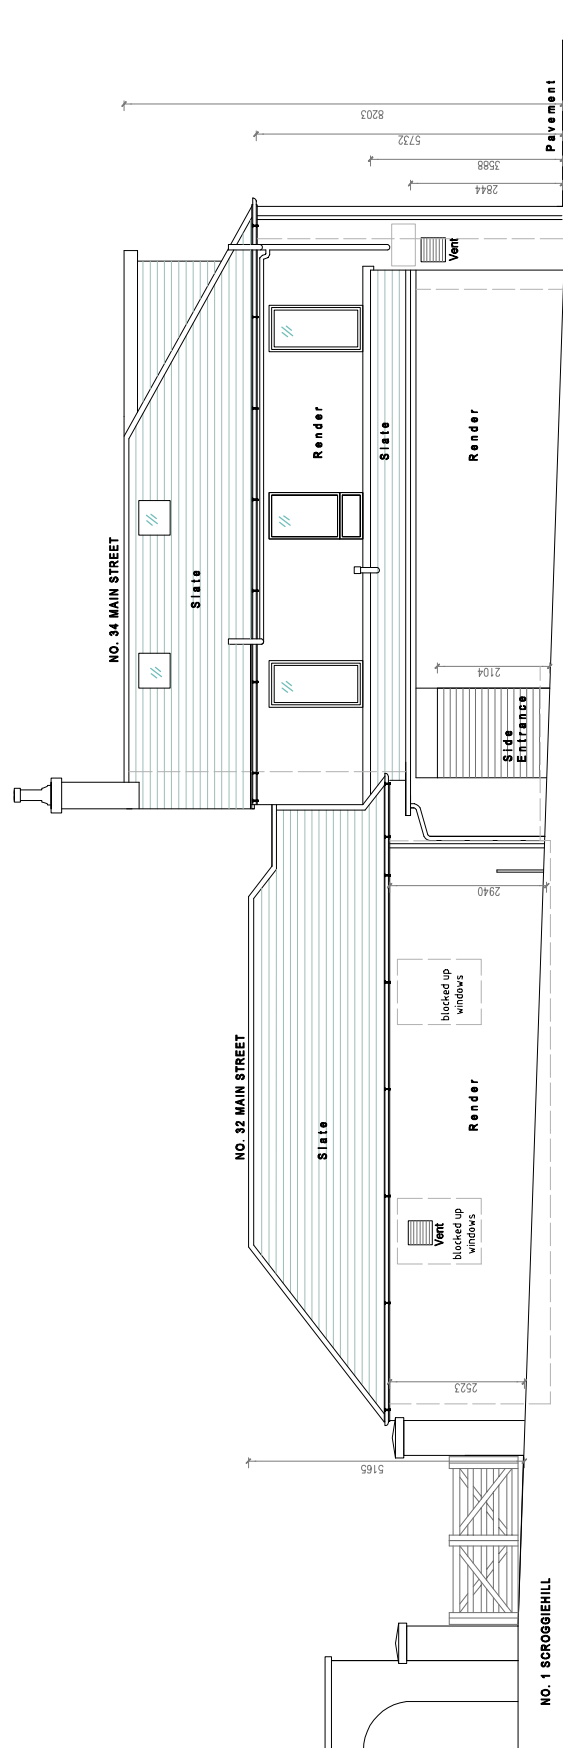 NO. 34 MAIN STREET
Slate
Render
Slate
Render
Vent
Pavement
8203
5732
3588
2844
2104
Side
Entrance
NO. 32 MAIN STREET
Slate
Render
2940
blocked up
windows
Vent
blocked up
windows
2523
5165
NO. 1 SCROGGIEHILL